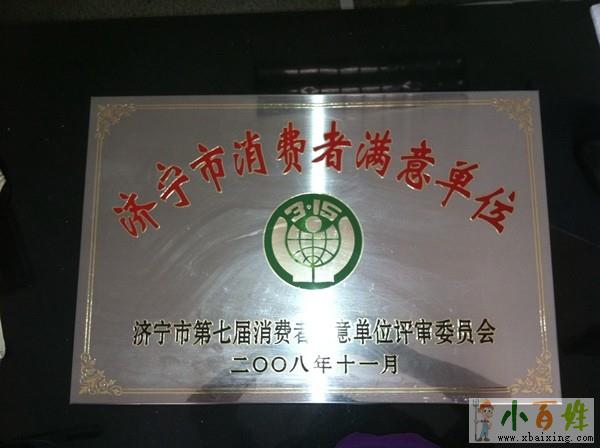 济宁市消费者满意单位
3·15
济宁市第七届消费者 意单位评审委员会
二〇〇八年十一月
小百姓
www.xbaixing.com